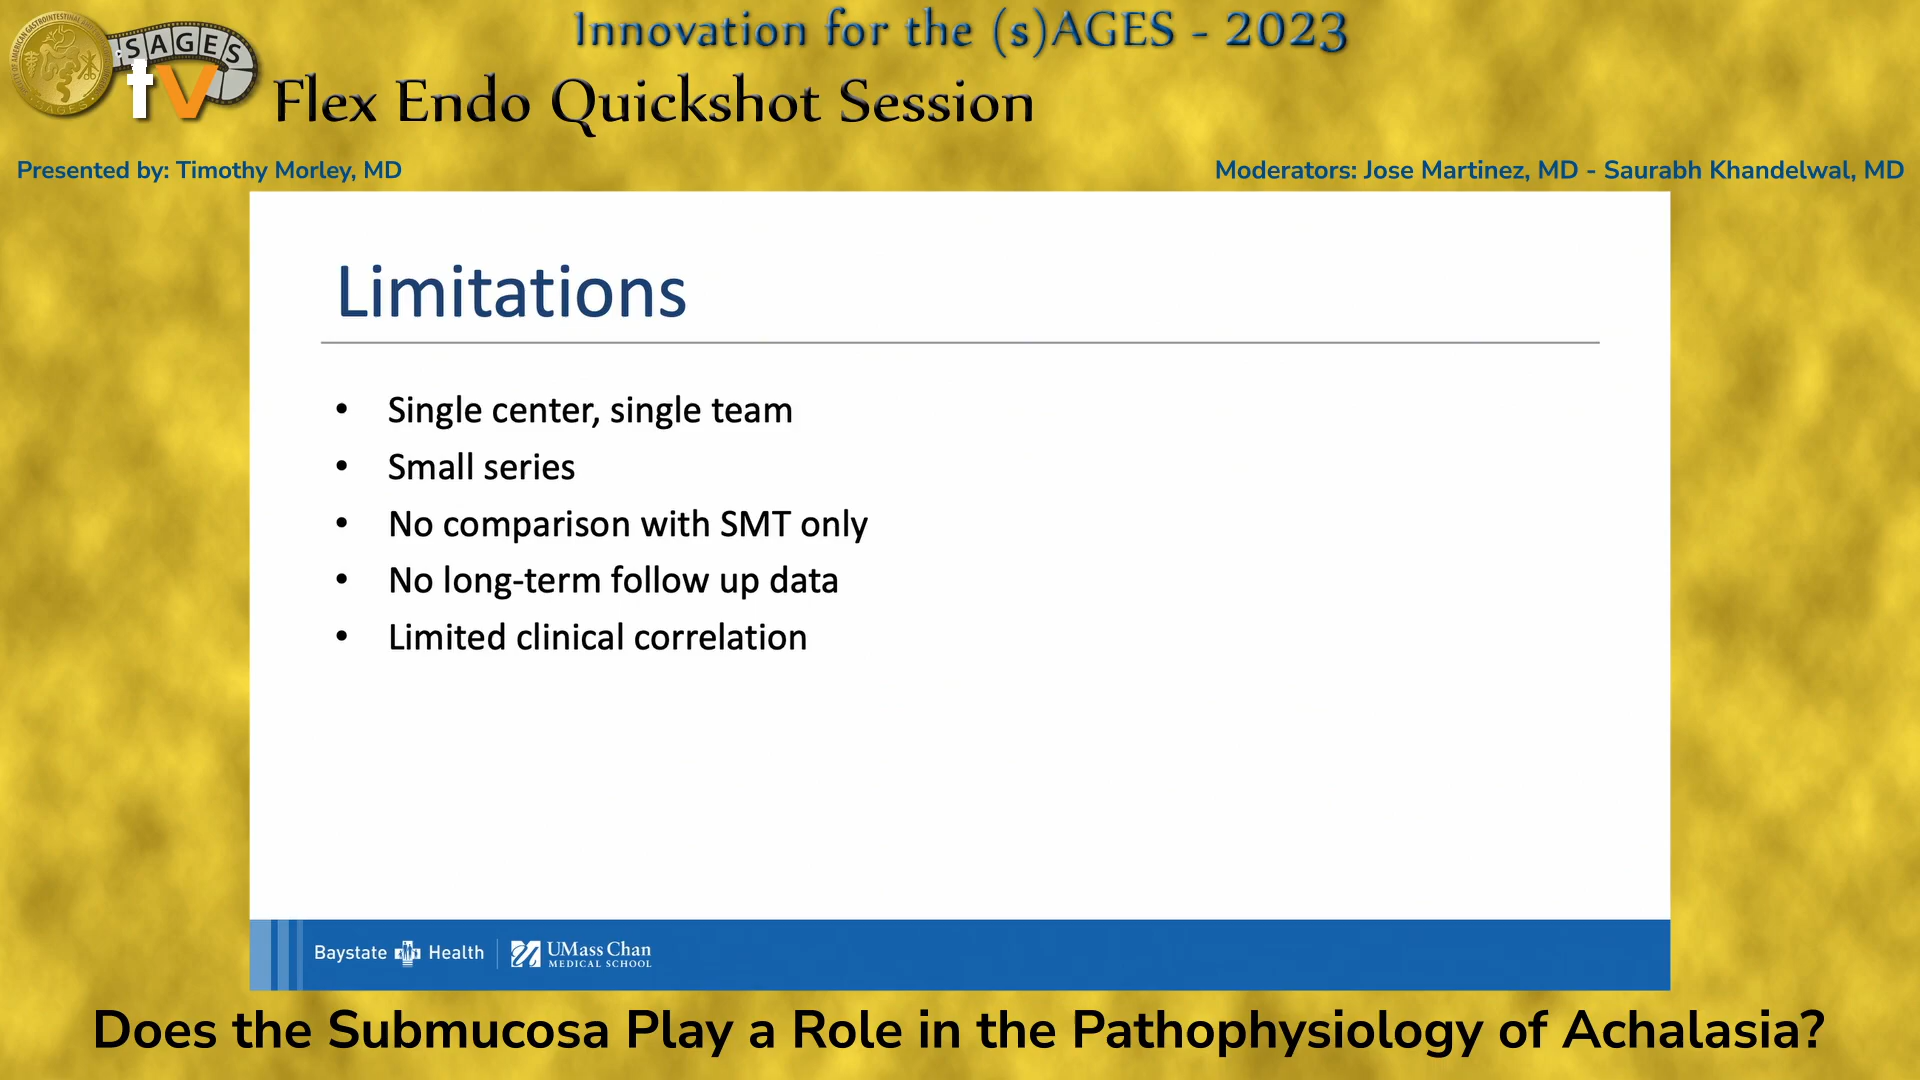 Innovation for the (s)AGES - 2023
SAGES
tv
Flex Endo Quickshot Session
Presented by: Timothy Morley, MD
Moderators: Jose Martinez, MD - Saurabh Khandelwal, MD
Limitations
• Single center, single team
• Small series
• No comparison with SMT only
• No long-term follow up data
• Limited clinical correlation
Baystate Health
UMass Chan
MEDICAL SCHOOL
Does the Submucosa Play a Role in the Pathophysiology of Achalasia?